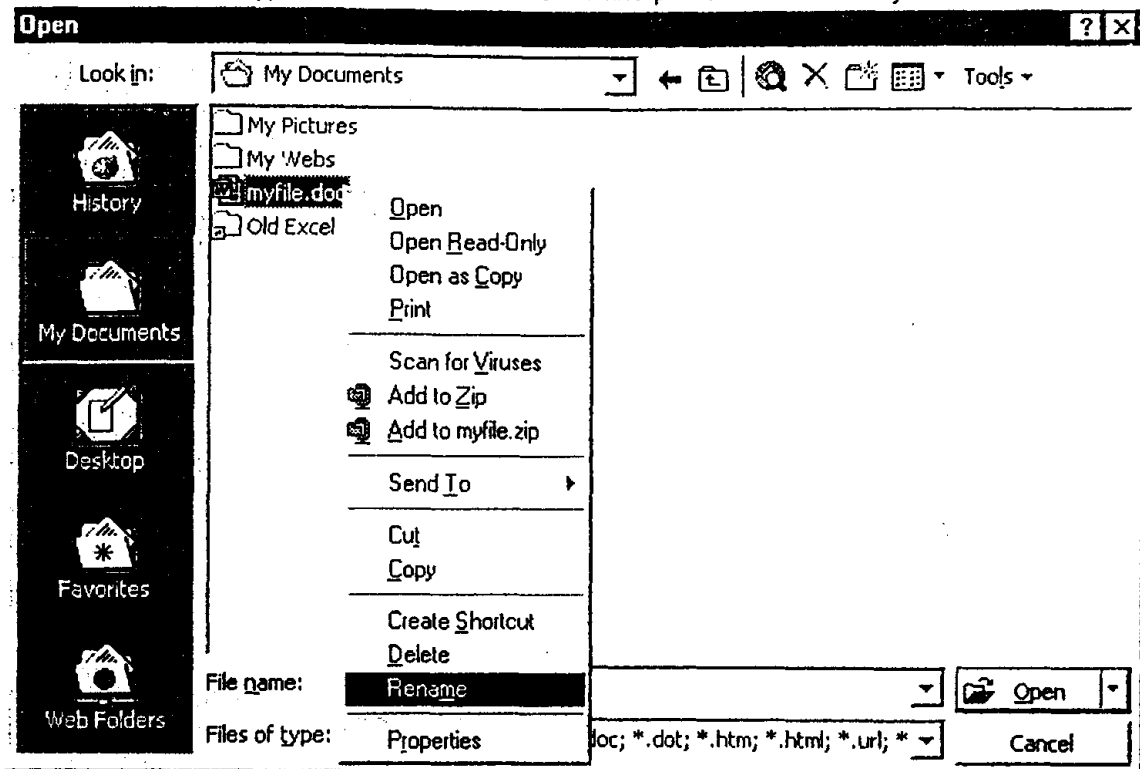 Open
Look in: My Documents Tools
My Pictures
My Webs
myfile.doc
Old Excel
History
My Documents
Desktop
Favorites
Web Folders
Open
Open Read-Only
Open as Copy
Print
Scan for Viruses
Add to Zip
Add to myfile.zip
Send To
Cut
Copy
Create Shortcut
Delete
Rename
Properties
File name: Open
Files of type: doc; *.dot; *.htm; *.html; *.url; * Cancel